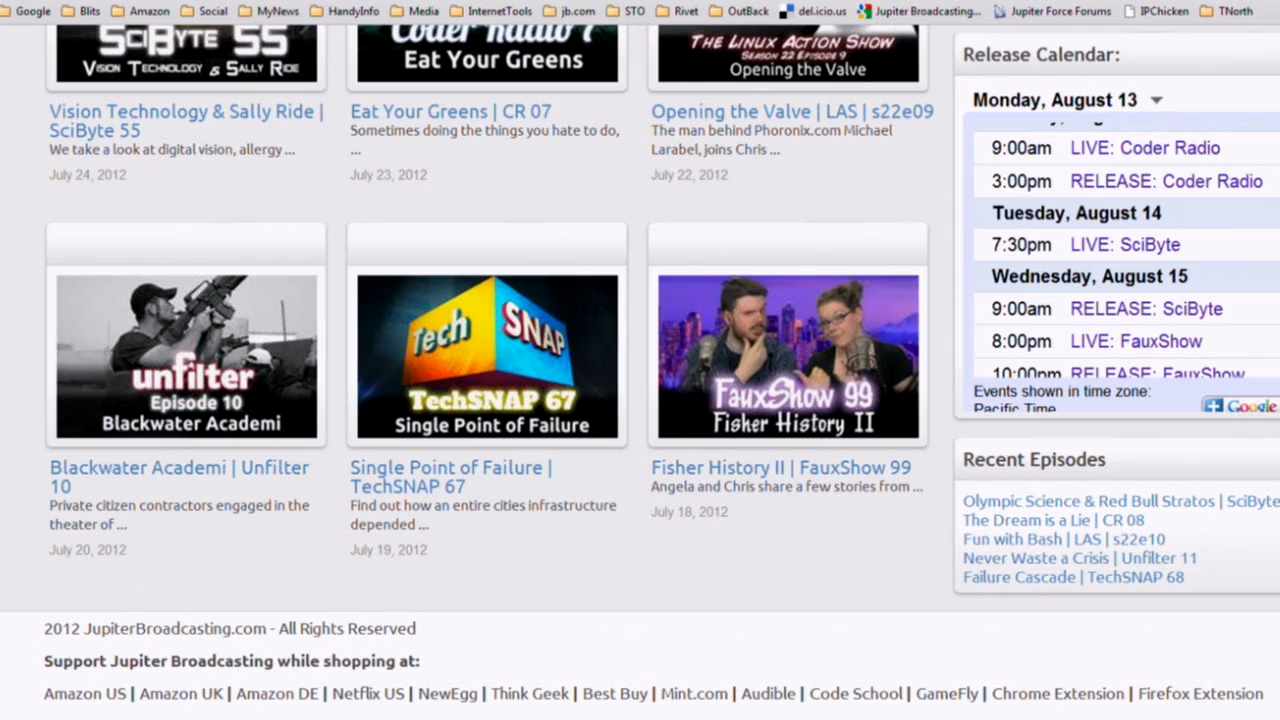 Google Blits Amazon Social MyNews HandyInfo Media InternetTools jb.com STO Rivet OutBack del.icio.us Jupiter Broadcasting... Jupiter Force Forums IPChicken TNorth
SCIBYTE 55
VISION TECHNOLOGY & SALLY RIDE
Coder radio 7
Eat Your Greens
THE LINUX ACTION SHOW
SEASON 22 EPISODE 9
Opening the Valve
Vision Technology & Sally Ride |
SciByte 55
We take a look at digital vision, allergy ...
July 24, 2012
Eat Your Greens | CR 07
Sometimes doing the things you hate to do,
...
July 23, 2012
Opening the Valve | LAS | s22e09
The man behind Phoronix.com Michael
Larabel, joins Chris ...
July 22, 2012
unfilter
Episode 10
Blackwater Academi
Tech SNAP
TechSNAP 67
Single Point of Failure
FauxShow 99
Fisher History II
Blackwater Academi | Unfilter
10
Private citizen contractors engaged in the
theater of ...
July 20, 2012
Single Point of Failure |
TechSNAP 67
Find out how an entire cities infrastructure
depended ...
July 19, 2012
Fisher History II | FauxShow 99
Angela and Chris share a few stories from ...
July 18, 2012
Release Calendar:
Monday, August 13
9:00am LIVE: Coder Radio
3:00pm RELEASE: Coder Radio
Tuesday, August 14
7:30pm LIVE: SciByte
Wednesday, August 15
9:00am RELEASE: SciByte
8:00pm LIVE: FauxShow
10:00pm RELEASE: FauxShow
Events shown in time zone:
Pacific Time
Google
Recent Episodes
Olympic Science & Red Bull Stratos | SciByte
The Dream is a Lie | CR 08
Fun with Bash | LAS | s22e10
Never Waste a Crisis | Unfilter 11
Failure Cascade | TechSNAP 68
2012 JupiterBroadcasting.com - All Rights Reserved
Support Jupiter Broadcasting while shopping at:
Amazon US | Amazon UK | Amazon DE | Netflix US | NewEgg | Think Geek | Best Buy | Mint.com | Audible | Code School | GameFly | Chrome Extension | Firefox Extension